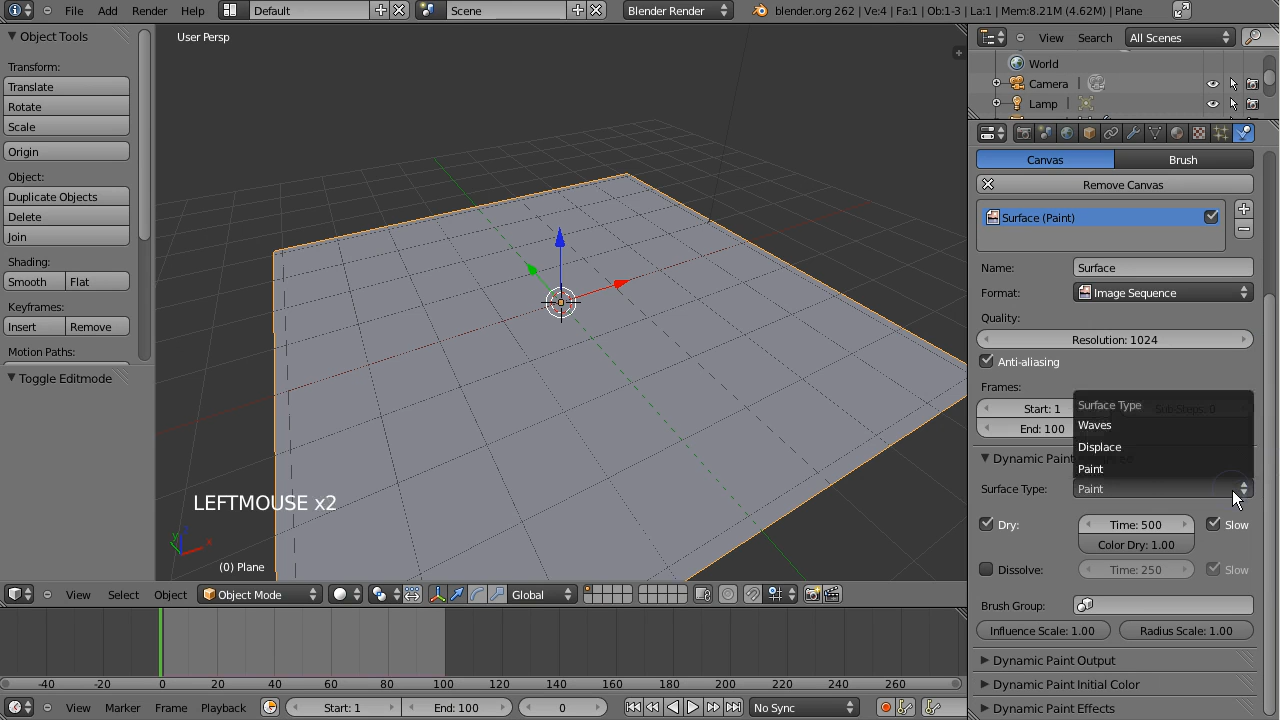 File Add Render Help Default Scene Blender Render blender.org 262 | Ve:4 | Fa:1 | Ob:1-3 | La:1 | Mem:8.21M (4.62M) | Plane
Object Tools
Transform:
Translate
Rotate
Scale
Origin
Object:
Duplicate Objects
Delete
Join
Shading:
Smooth Flat
Keyframes:
Insert Remove
Motion Paths:
Toggle Editmode
User Persp
LEFTMOUSE x2
y x
(0) Plane
View Select Object Object Mode Global
-40 -20 0 20 40 60 80 100 120 140 160 180 200 220 240 260
View Marker Frame Playback Start: 1 End: 100 0 No Sync
View Search All Scenes
World
Camera
Lamp
Canvas Brush
Remove Canvas
Surface (Paint)
Name: Surface
Format: Image Sequence
Quality:
Resolution: 1024
Anti-aliasing
Frames:
Start: 1 Sub-Steps: 0
End: 100
Surface Type
Waves
Displace
Paint
Dynamic Paint
Surface Type: Paint
Dry: Time: 500 Slow
Color Dry: 1.00
Dissolve: Time: 250 Slow
Brush Group:
Influence Scale: 1.00 Radius Scale: 1.00
Dynamic Paint Output
Dynamic Paint Initial Color
Dynamic Paint Effects